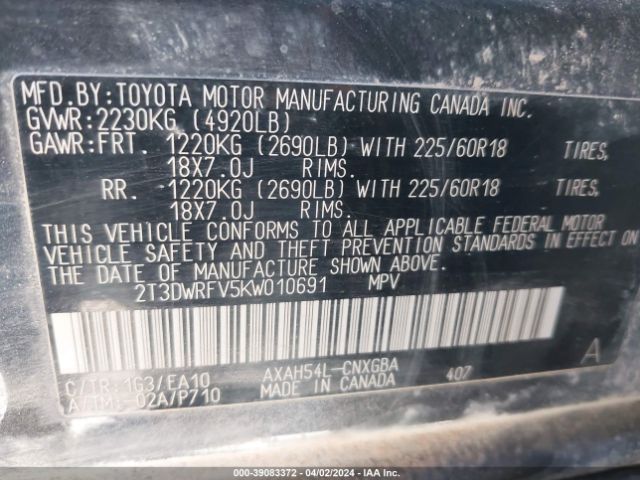 MFD.BY:TOYOTA MOTOR MANUFACTURING CANADA INC.
GVWR:2230KG (4920LB)
GAWR:FRT. 1220KG (2690LB) WITH 225/60R18 TIRES,
18X7.0J RIMS.
RR. 1220KG (2690LB) WITH 225/60R18 TIRES,
18X7.0J RIMS.
THIS VEHICLE CONFORMS TO ALL APPLICABLE FEDERAL MOTOR
VEHICLE SAFETY AND THEFT PREVENTION STANDARDS IN EFFECT ON
THE DATE OF MANUFACTURE SHOWN ABOVE.
2T3DWRFV5KW010691 MPV
C/TR:1G3/EA10 AXAH54L-CNXGBA A
A/TM:-02A/P710 MADE IN CANADA 407
000-39083372 - 04/02/2024 - IAA Inc.